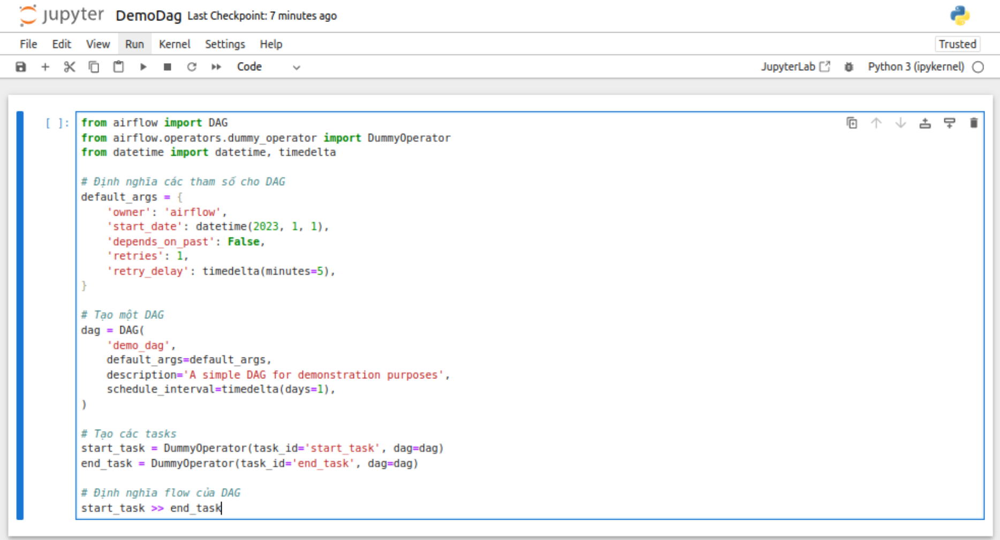 jupyter DemoDag Last Checkpoint: 7 minutes ago
File Edit View Run Kernel Settings Help Trusted
Code JupyterLab Python 3 (ipykernel)
[ ]: from airflow import DAG
from airflow.operators.dummy_operator import DummyOperator
from datetime import datetime, timedelta
# Định nghĩa các tham số cho DAG
default_args = {
    'owner': 'airflow',
    'start_date': datetime(2023, 1, 1),
    'depends_on_past': False,
    'retries': 1,
    'retry_delay': timedelta(minutes=5),
}
# Tạo một DAG
dag = DAG(
    'demo_dag',
    default_args=default_args,
    description='A simple DAG for demonstration purposes',
    schedule_interval=timedelta(days=1),
)
# Tạo các tasks
start_task = DummyOperator(task_id='start_task', dag=dag)
end_task = DummyOperator(task_id='end_task', dag=dag)
# Định nghĩa flow của DAG
start_task >> end_task